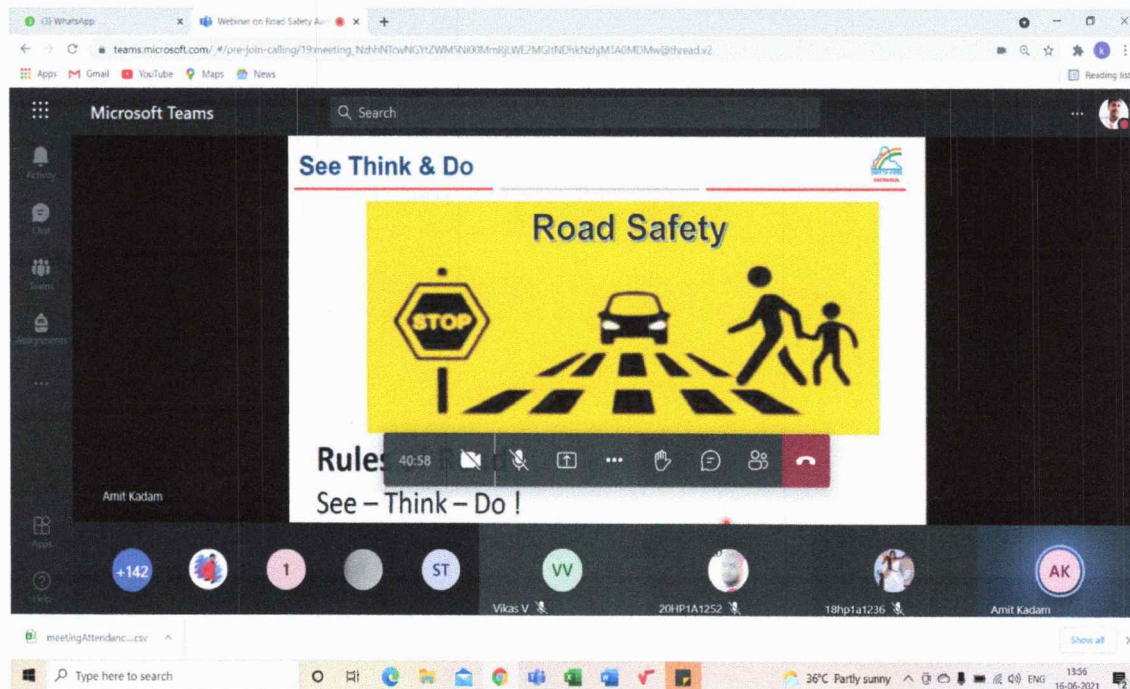 (3) WhatsApp
Webinar on Road Safety Aw
Apps
Gmail
YouTube
Maps
News
Reading list
Microsoft Teams
Search
Activity
Chat
Teams
Assignments
Apps
Help
See Think & Do
Road Safety
STOP
Rules
40:58
See – Think – Do !
Amit Kadam
+142
1
ST
VV
AK
Vikas V
20HP1A1252
18hp1a1236
Amit Kadam
meetingAttendanc....csv
Show all
Type here to search
36°C Partly sunny
ENG
13:56
16-06-2021